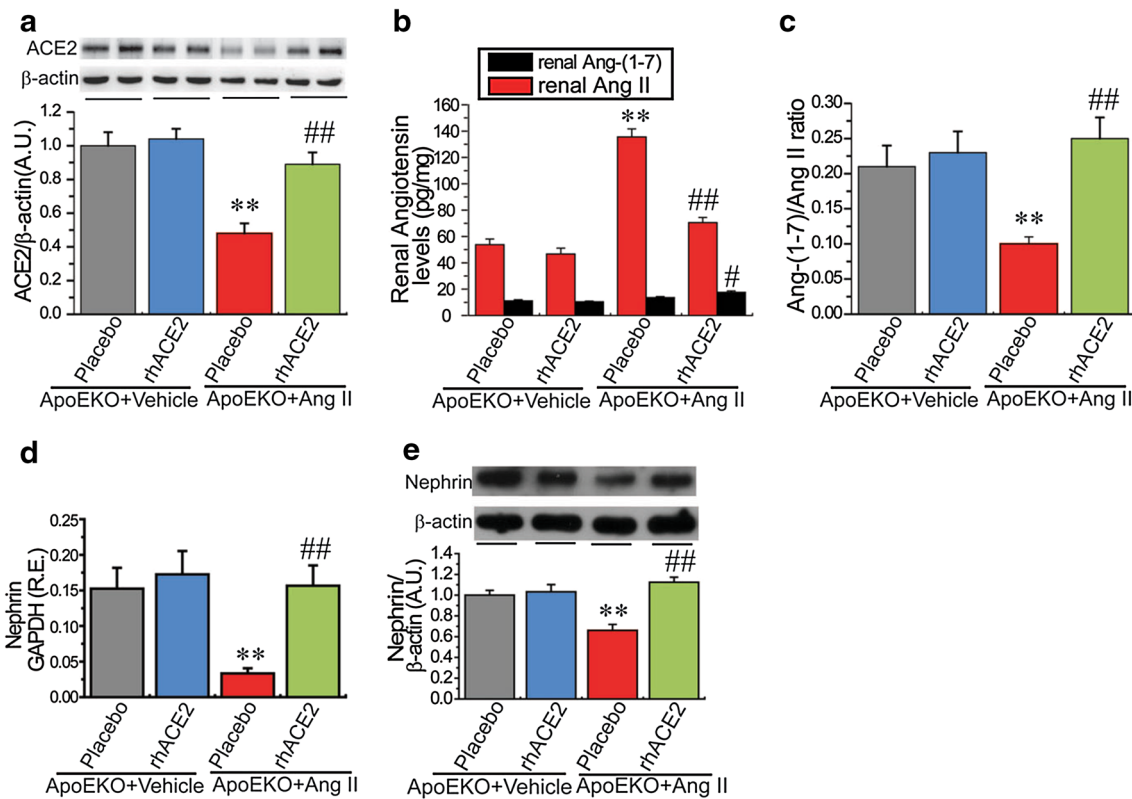 a
ACE2
β-actin
ACE2/β-actin(A.U.)
1.2
1.0
0.8
0.6
0.4
0.2
0.0
**
##
Placebo
rhACE2
Placebo
rhACE2
ApoEKO+Vehicle
ApoEKO+Ang II
b
renal Ang-(1-7)
renal Ang II
Renal Angiotensin
levels (pg/mg)
160
140
120
100
80
60
40
20
0
**
##
#
Placebo
rhACE2
Placebo
rhACE2
ApoEKO+Vehicle
ApoEKO+Ang II
c
Ang-(1-7)/Ang II ratio
0.30
0.25
0.20
0.15
0.10
0.05
0.00
**
##
Placebo
rhACE2
Placebo
rhACE2
ApoEKO+Vehicle
ApoEKO+Ang II
d
Nephrin
GAPDH (R.E.)
0.25
0.20
0.15
0.10
0.05
0.00
**
##
Placebo
rhACE2
Placebo
rhACE2
ApoEKO+Vehicle
ApoEKO+Ang II
e
Nephrin
β-actin
Nephrin/
β-actin (A.U.)
1.4
1.2
1.0
0.8
0.6
0.4
0.2
0.0
**
##
Placebo
rhACE2
Placebo
rhACE2
ApoEKO+Vehicle
ApoEKO+Ang II